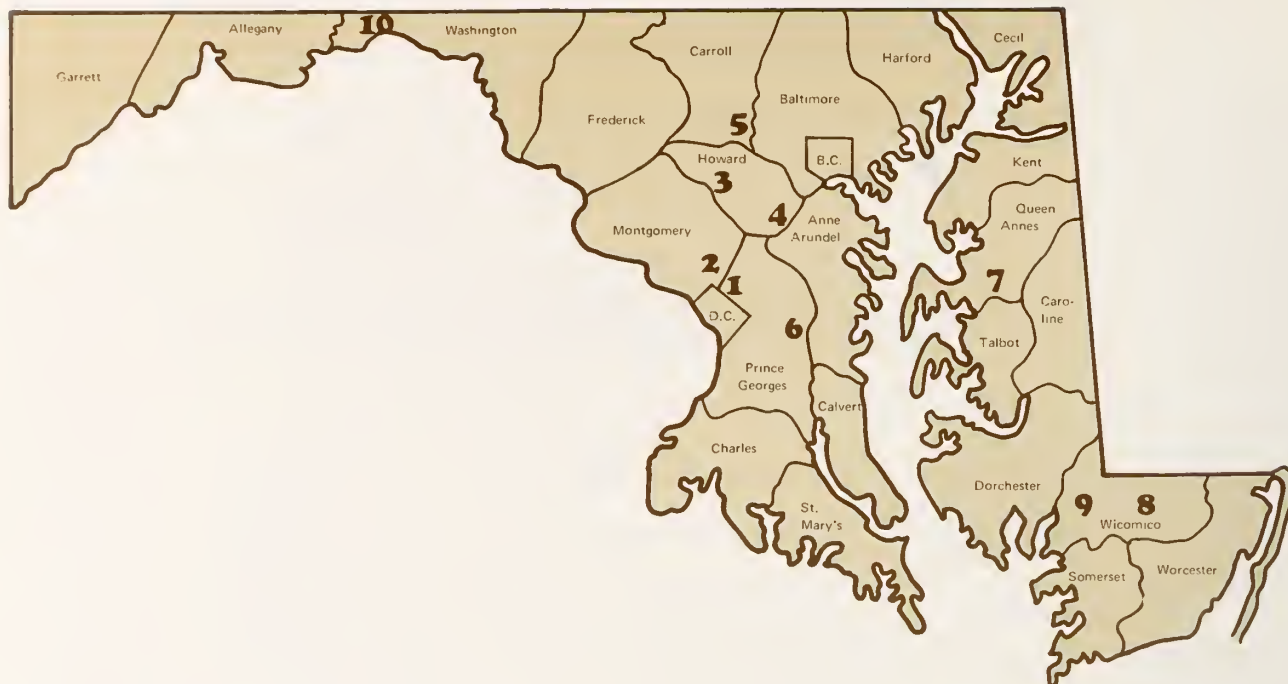 Garrett
Allegany
10
Washington
Frederick
Carroll
5
Baltimore
B.C.
Harford
Cecil
Howard
3
4
Montgomery
2
1
D.C.
Anne
Arundel
6
Prince
Georges
Calvert
Charles
St.
Mary's
Kent
Queen
Annes
7
Caro-
line
Talbot
Dorchester
9
8
Wicomico
Somerset
Worcester